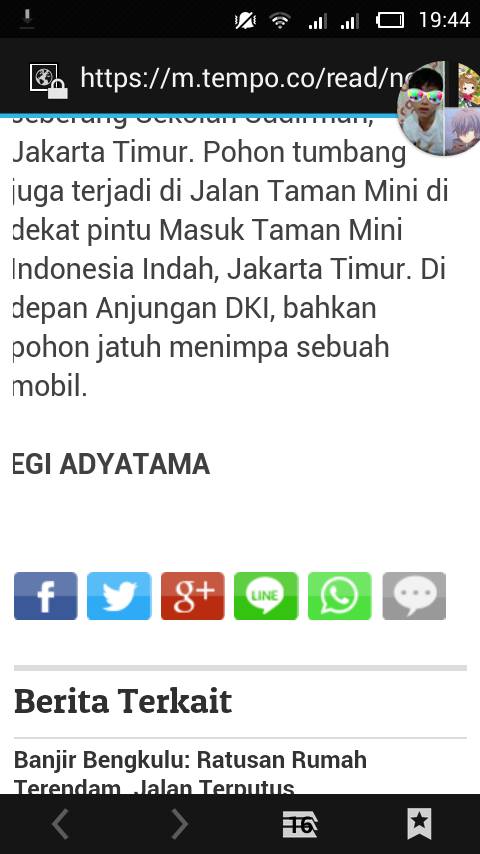 19:44
https://m.tempo.co/read/ne
seberang Sekolah Sudirman,
Jakarta Timur. Pohon tumbang
juga terjadi di Jalan Taman Mini di
dekat pintu Masuk Taman Mini
Indonesia Indah, Jakarta Timur. Di
depan Anjungan DKI, bahkan
pohon jatuh menimpa sebuah
mobil.
EGI ADYATAMA
f g+ LINE
Berita Terkait
Banjir Bengkulu: Ratusan Rumah
Terendam, Jalan Terputus
16